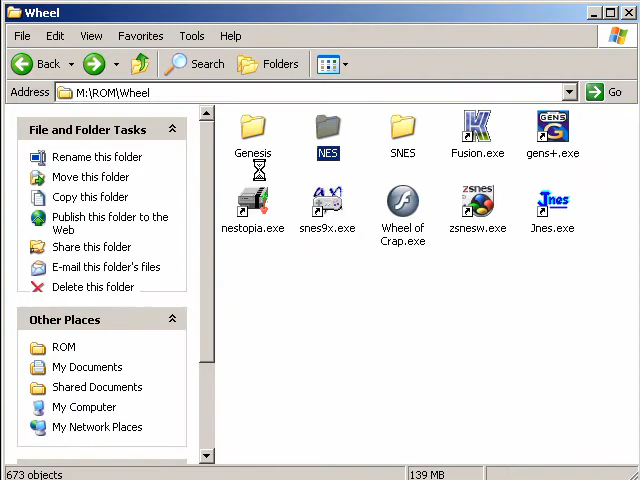 Wheel
File Edit View Favorites Tools Help
Back Search Folders
Address M:\ROM\Wheel Go
File and Folder Tasks
Rename this folder
Move this folder
Copy this folder
Publish this folder to the
Web
Share this folder
E-mail this folder's files
Delete this folder
Other Places
ROM
My Documents
Shared Documents
My Computer
My Network Places
Genesis NES SNES Fusion.exe gens+.exe
GENS
zsnes
Jnes
nestopia.exe snes9x.exe Wheel of zsnesw.exe Jnes.exe
Crap.exe
673 objects 139 MB